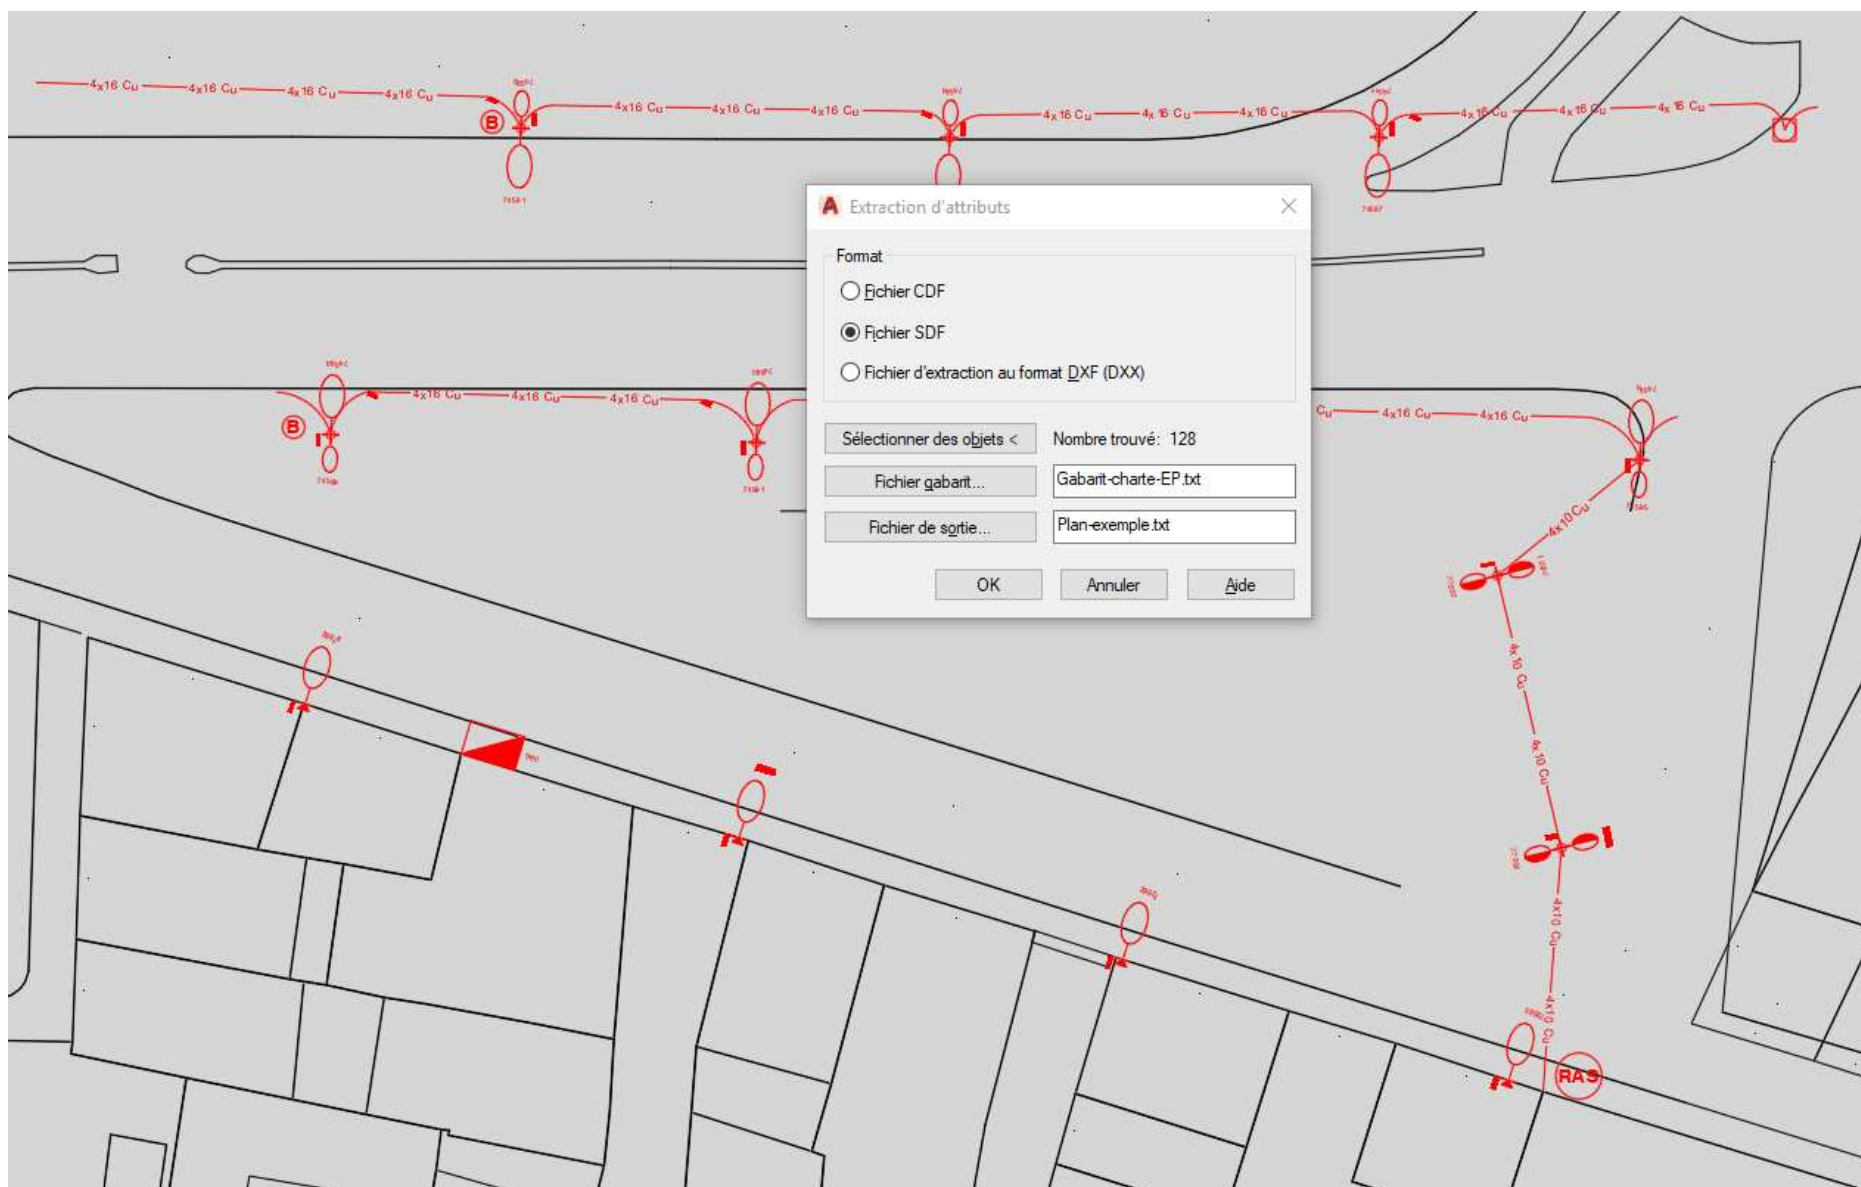 4x16 Cu 4x16 Cu 4x16 Cu 4x16 Cu
B
4x16 Cu 4x16 Cu 4x16 Cu
4x16 Cu 4x16 Cu 4x16 Cu
4x16 Cu 4x16 Cu 4x16 Cu
Extraction d'attributs
Format
Fichier CDF
Fichier SDF
Fichier d'extraction au format DXF (DXX)
Sélectionner des objets < Nombre trouvé: 128
Fichier gabarit... Gabarit-charte-EP.txt
Fichier de sortie... Plan-exemple.txt
OK Annuler Aide
B
4x16 Cu 4x16 Cu 4x16 Cu
Cu 4x16 Cu 4x16 Cu
4x10 Cu
4x10 Cu
4x10 Cu
4x10 Cu
4x10 Cu
RAS